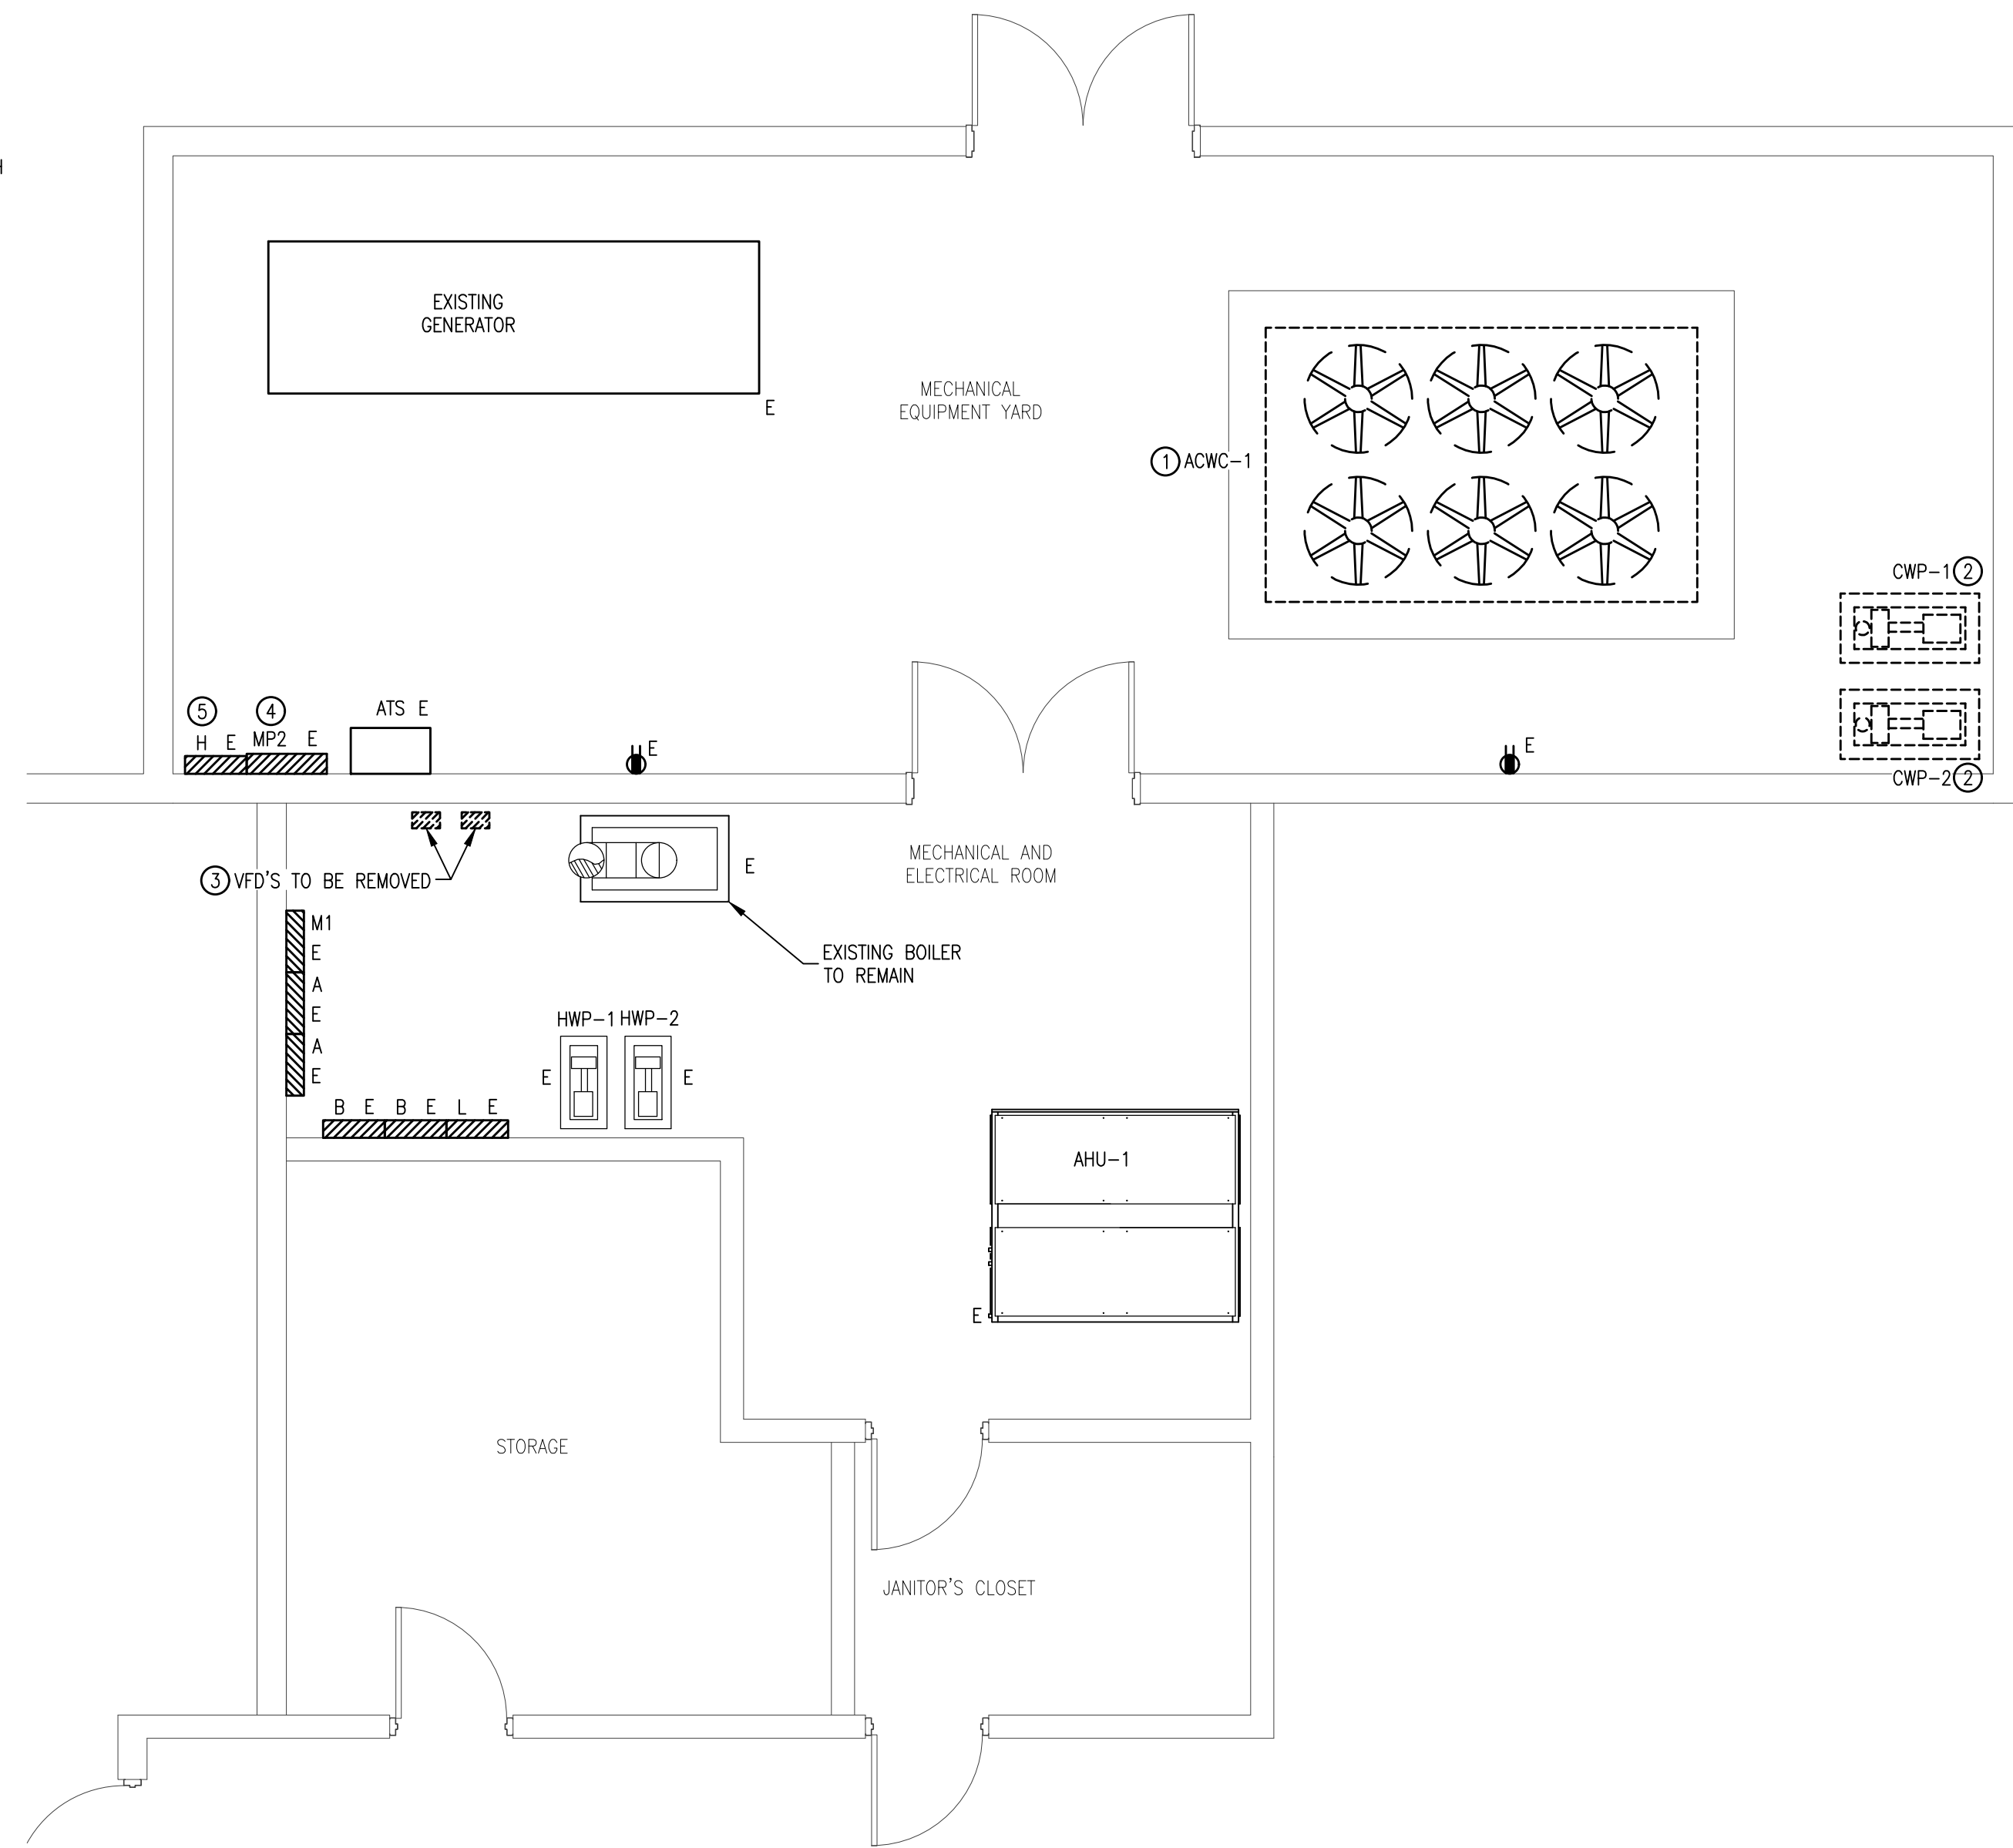 H
EXISTING
GENERATOR
E
MECHANICAL
EQUIPMENT YARD
1 ACWC-1
CWP-1 2
CWP-2 2
5
4
H E
MP2 E
ATS E
E
E
3 VFD'S TO BE REMOVED
E
MECHANICAL AND
ELECTRICAL ROOM
M1
E
A
E
A
E
EXISTING BOILER
TO REMAIN
HWP-1 HWP-2
E
E
B E B E L E
AHU-1
E
STORAGE
JANITOR'S CLOSET